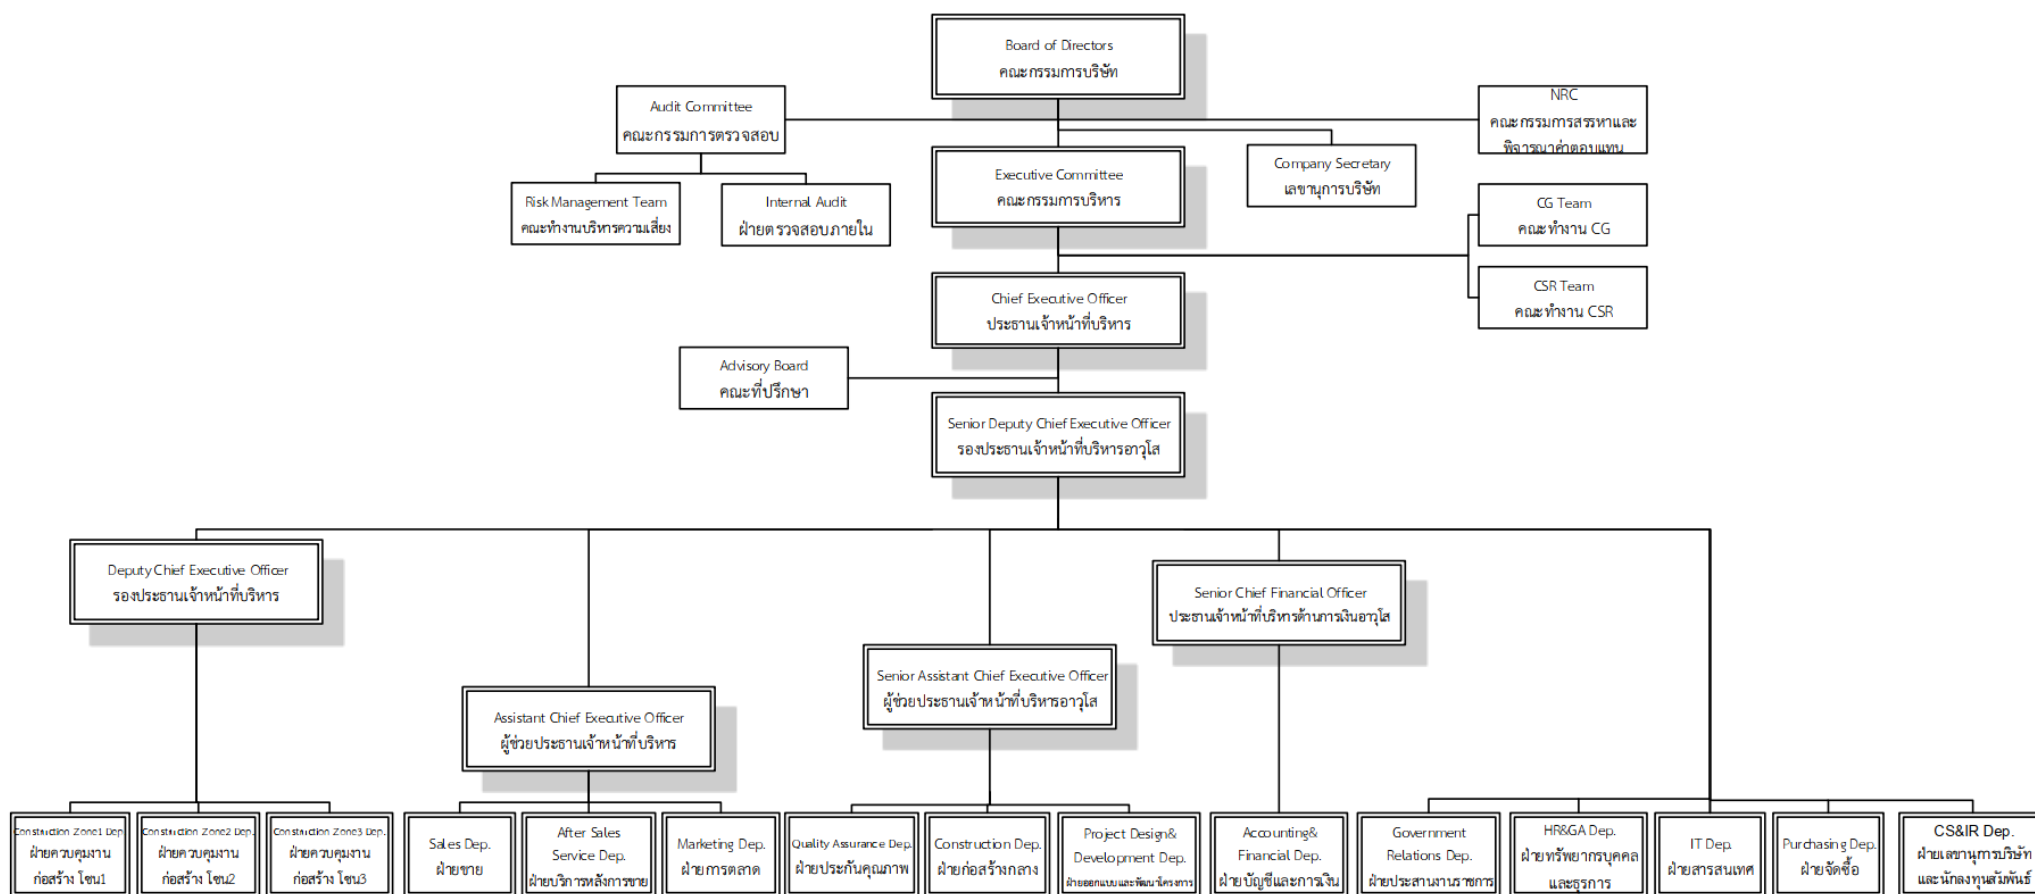 Board of Directors
คณะกรรมการบริษัท
Audit Committee
คณะกรรมการตรวจสอบ
NRC
คณะกรรมการสรรหาและ
พิจารณาค่าตอบแทน
Company Secretary
เลขานุการบริษัท
Executive Committee
คณะกรรมการบริหาร
Risk Management Team
คณะทำงานบริหารความเสี่ยง
Internal Audit
ฝ่ายตรวจสอบภายใน
CG Team
คณะทำงาน CG
CSR Team
คณะทำงาน CSR
Chief Executive Officer
ประธานเจ้าหน้าที่บริหาร
Advisory Board
คณะที่ปรึกษา
Senior Deputy Chief Executive Officer
รองประธานเจ้าหน้าที่บริหารอาวุโส
Deputy Chief Executive Officer
รองประธานเจ้าหน้าที่บริหาร
Senior Chief Financial Officer
ประธานเจ้าหน้าที่บริหารด้านการเงินอาวุโส
Senior Assistant Chief Executive Officer
ผู้ช่วยประธานเจ้าหน้าที่บริหารอาวุโส
Assistant Chief Executive Officer
ผู้ช่วยประธานเจ้าหน้าที่บริหาร
Construction Zone1 Dep
ฝ่ายควบคุมงาน
ก่อสร้าง โซน1
Construction Zone2 Dep.
ฝ่ายควบคุมงาน
ก่อสร้าง โซน2
Construction Zone3 Dep.
ฝ่ายควบคุมงาน
ก่อสร้าง โซน3
Sales Dep.
ฝ่ายขาย
After Sales
Service Dep.
ฝ่ายบริการหลังการขาย
Marketing Dep.
ฝ่ายการตลาด
Quality Assurance Dep.
ฝ่ายประกันคุณภาพ
Construction Dep.
ฝ่ายก่อสร้างกลาง
Project Design&
Development Dep.
ฝ่ายออกแบบและพัฒนาโครงการ
Accounting&
Financial Dep.
ฝ่ายบัญชีและการเงิน
Government
Relations Dep.
ฝ่ายประสานงานราชการ
HR&GA Dep.
ฝ่ายทรัพยากรบุคคล
และธุรการ
IT Dep.
ฝ่ายสารสนเทศ
Purchasing Dep.
ฝ่ายจัดซื้อ
CS&IR Dep.
ฝ่ายเลขานุการบริษัท
และนักลงทุนสัมพันธ์